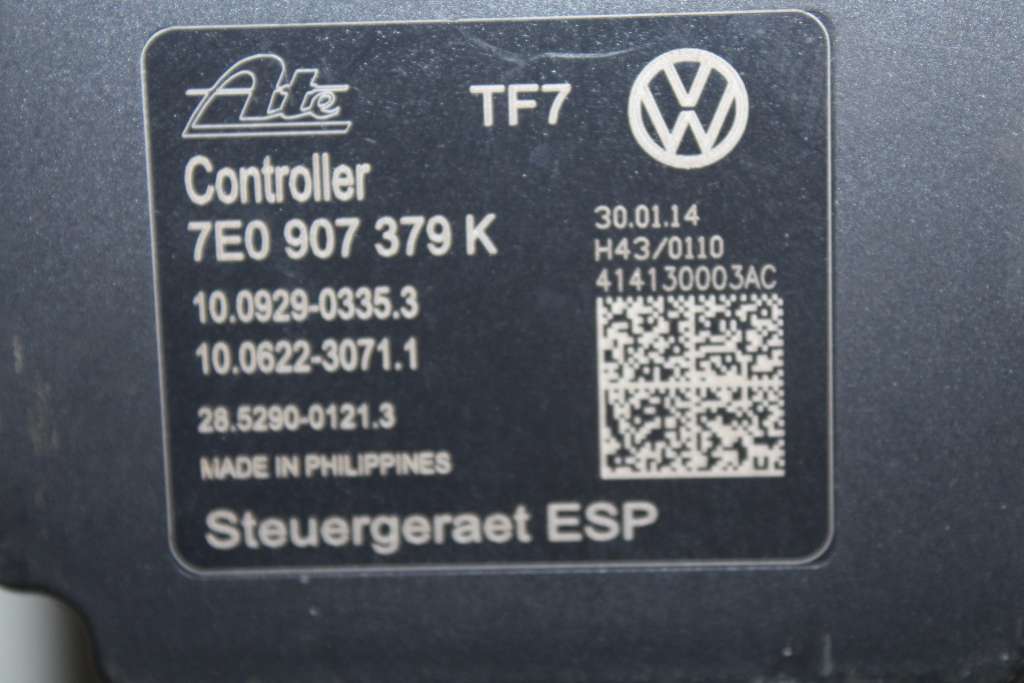 Ate
TF7
Controller
7E0 907 379 K
30.01.14
H43/0110
414130003AC
10.0929-0335.3
10.0622-3071.1
28.5290-0121.3
MADE IN PHILIPPINES
Steuergeraet ESP